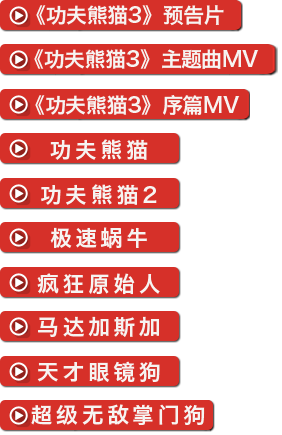 《功夫熊猫3》预告片
《功夫熊猫3》主题曲MV
《功夫熊猫3》序篇MV
功夫熊猫
功夫熊猫2
极速蜗牛
疯狂原始人
马达加斯加
天才眼镜狗
超级无敌掌门狗